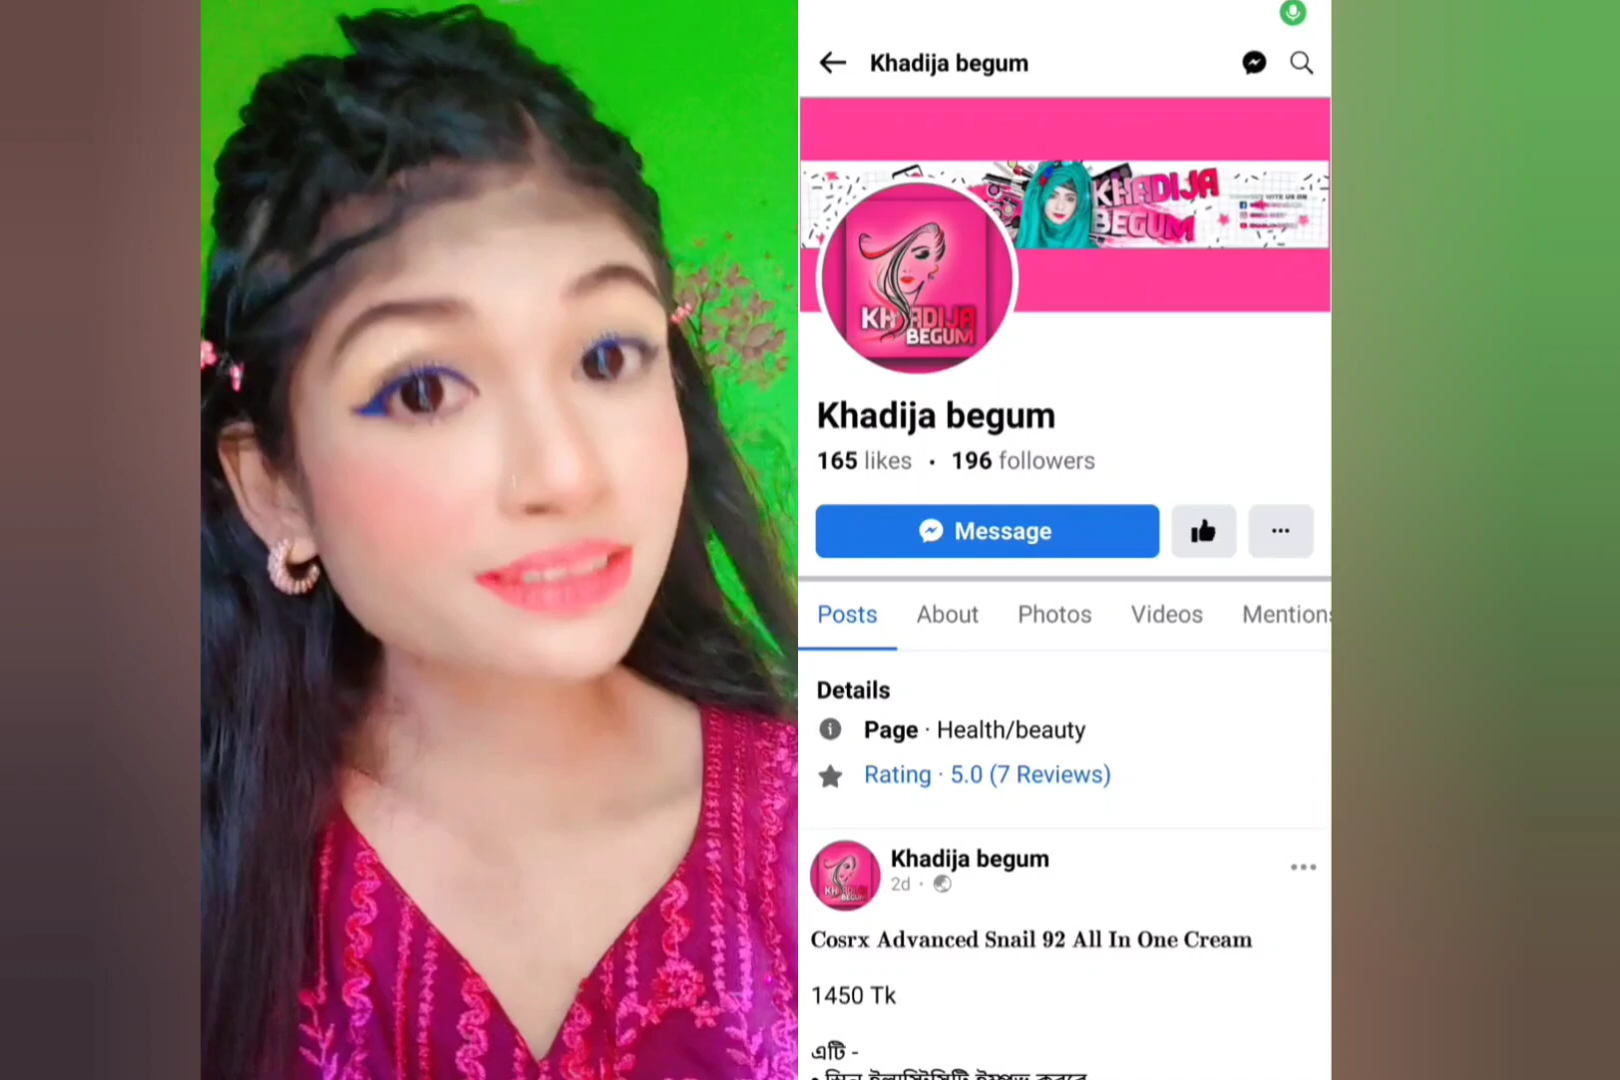 Khadija begum
KHADIJA
BEGUM
KHADIJA
BEGUM
Khadija begum
165 likes · 196 followers
Message
Posts About Photos Videos Mentions
Details
Page · Health/beauty
Rating · 5.0 (7 Reviews)
Khadija begum
2d ·
Cosrx Advanced Snail 92 All In One Cream
1450 Tk
এটি -